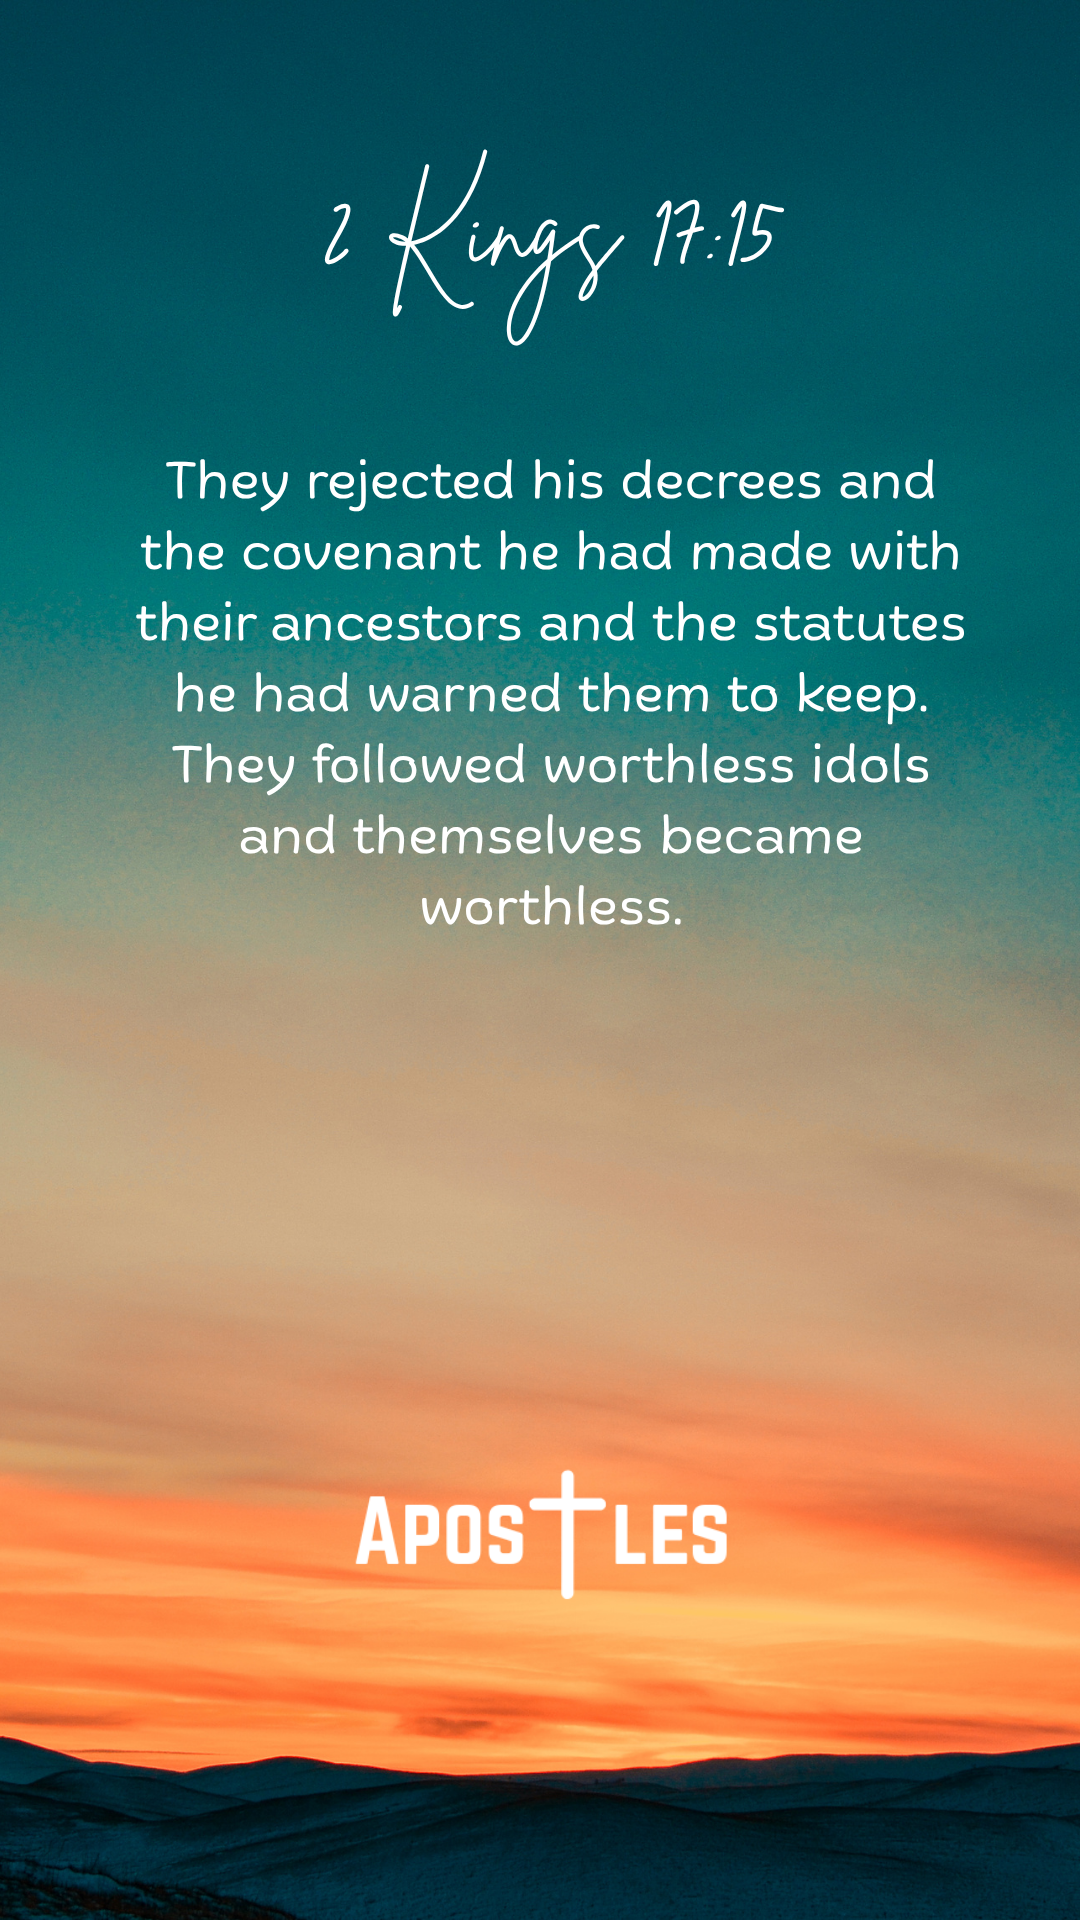 2 Kings 17:15
They rejected his decrees and
the covenant he had made with
their ancestors and the statutes
he had warned them to keep.
They followed worthless idols
and themselves became
worthless.
APOSTLES